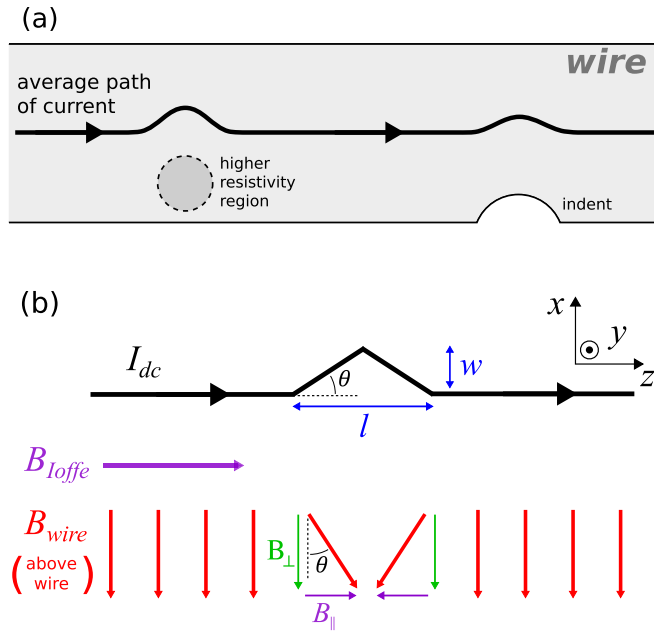 (a)
wire
average path
of current
higher
resistivity
region
indent
(b)
x
y
z
I_dc
w
θ
l
B_Ioffe
B_wire
(above
wire)
B_⊥
θ
B_∥